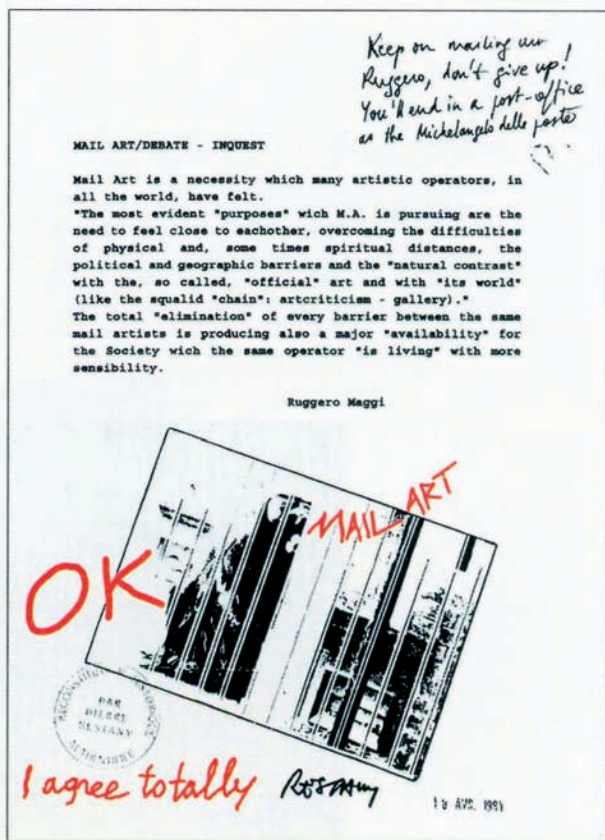 Keep on mailing
Ruggero, don't give up!
You'll end in a post-office
as the Michelangelo delle poste
MAIL ART/DEBATE - INQUEST
Mail Art is a necessity which many artistic operators, in
all the world, have felt.
"The most evident "purposes" wich M.A. is pursuing are the
need to feel close to eachother, overcoming the difficulties
of physical and, some times spiritual distances, the
political and geographic barriers and the "natural contrast"
with the, so called, "official" art and with "its world"
(like the squalid "chain": artcriticism - gallery)."
The total "elimination" of every barrier between the same
mail artists is producing also a major "availability" for
the Society wich the same operator "is living" with more
sensibility.
Ruggero Maggi
MAIL ART
OK
PAR
PIERRE
RESTANY
I agree totally RESTANY
1991